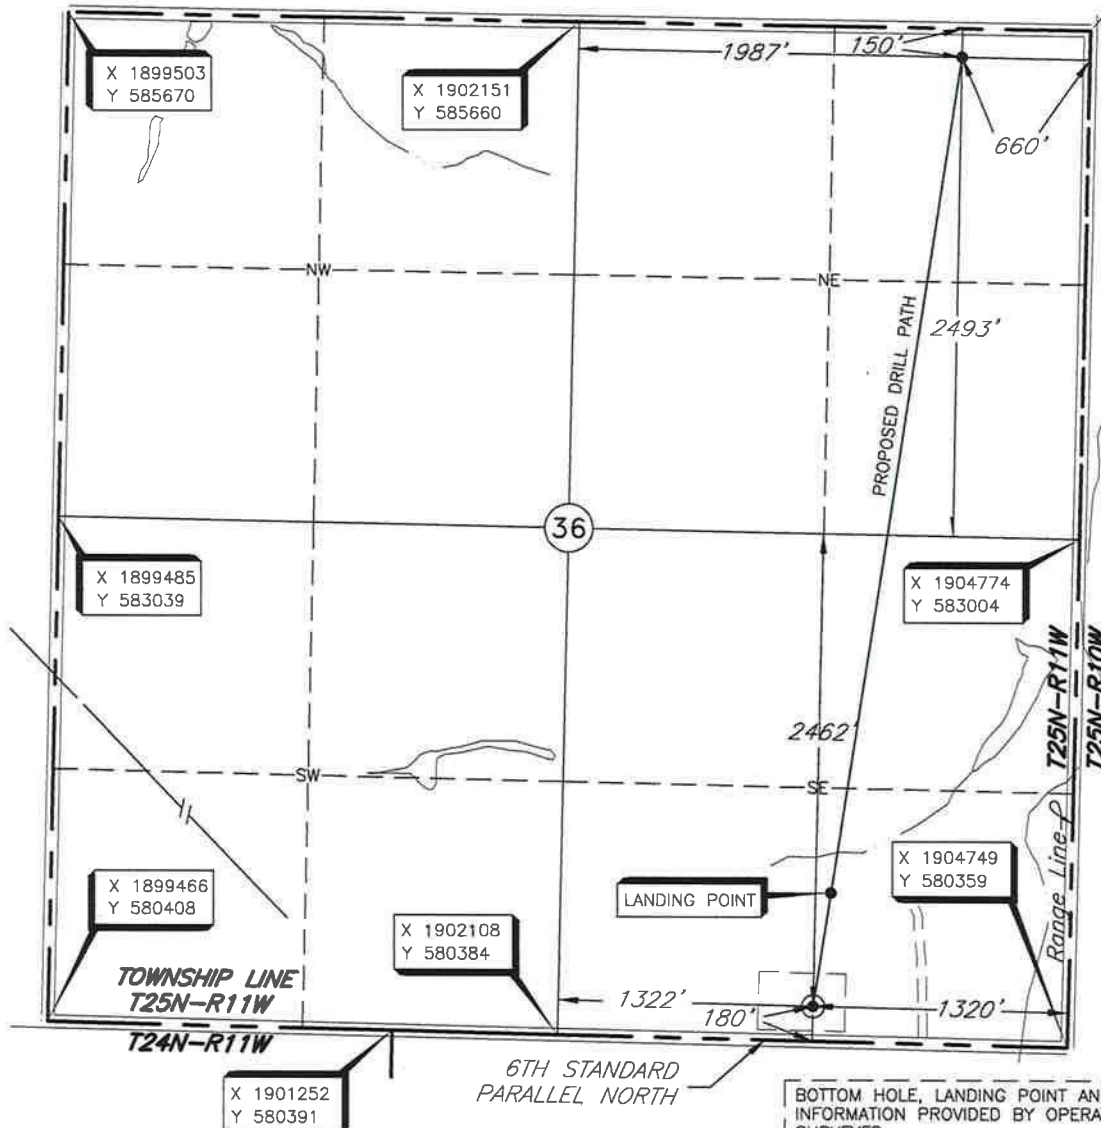 1987'
150'
X 1899503
Y 585670
X 1902151
Y 585660
660'
NW
NE
2493'
PROPOSED DRILL PATH
36
X 1899485
Y 583039
X 1904774
Y 583004
T25N-R11W
T25N-R10W
2462'
SW
SE
Range Line
X 1899466
Y 580408
LANDING POINT
X 1904749
Y 580359
X 1902108
Y 580384
TOWNSHIP LINE
T25N-R11W
T24N-R11W
1322'
180'
1320'
6TH STANDARD
PARALLEL NORTH
X 1901252
Y 580391
BOTTOM HOLE, LANDING POINT AN
INFORMATION PROVIDED BY OPERA